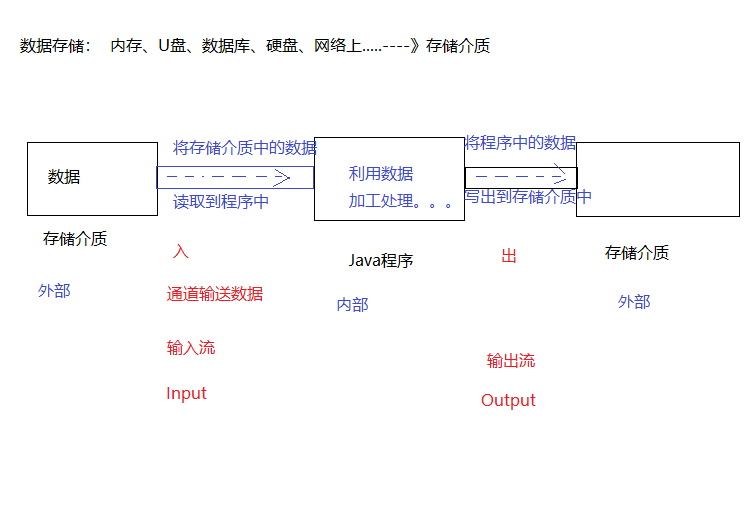 数据存储： 内存、U盘、数据库、硬盘、网络上.....----》存储介质
将存储介质中的数据
将程序中的数据
数据
利用数据
读取到程序中
加工处理。。。
写出到存储介质中
存储介质
入
Java程序
出
存储介质
外部
通道输送数据
内部
外部
输入流
输出流
Input
Output